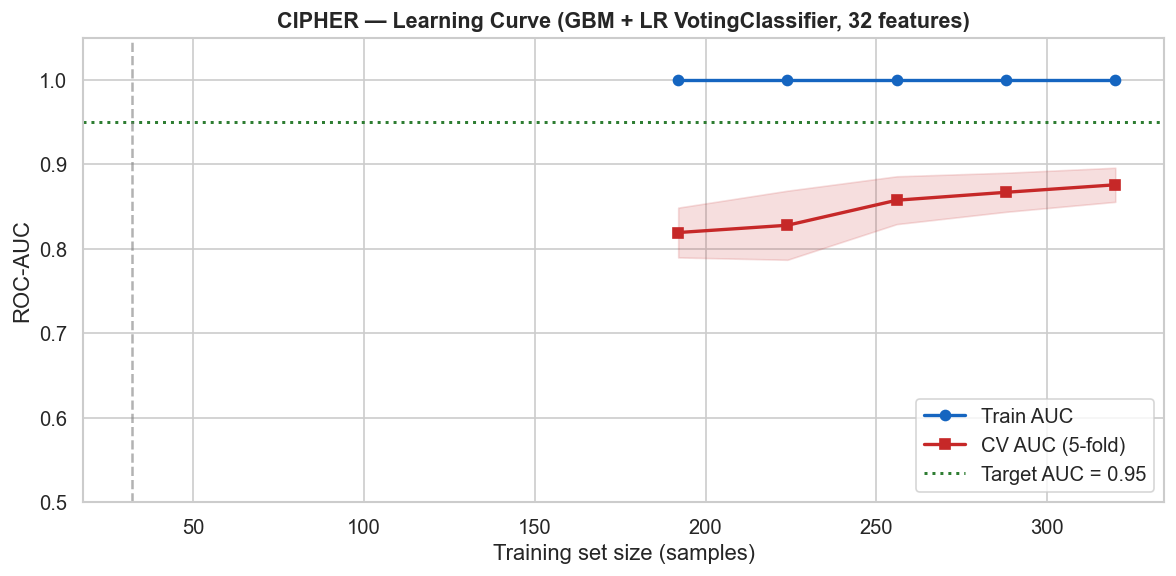 CIPHER — Learning Curve (GBM + LR VotingClassifier, 32 features)
ROC-AUC
1.0
0.9
0.8
0.7
0.6
0.5
50
100
150
200
250
300
Training set size (samples)
Train AUC
CV AUC (5-fold)
Target AUC = 0.95